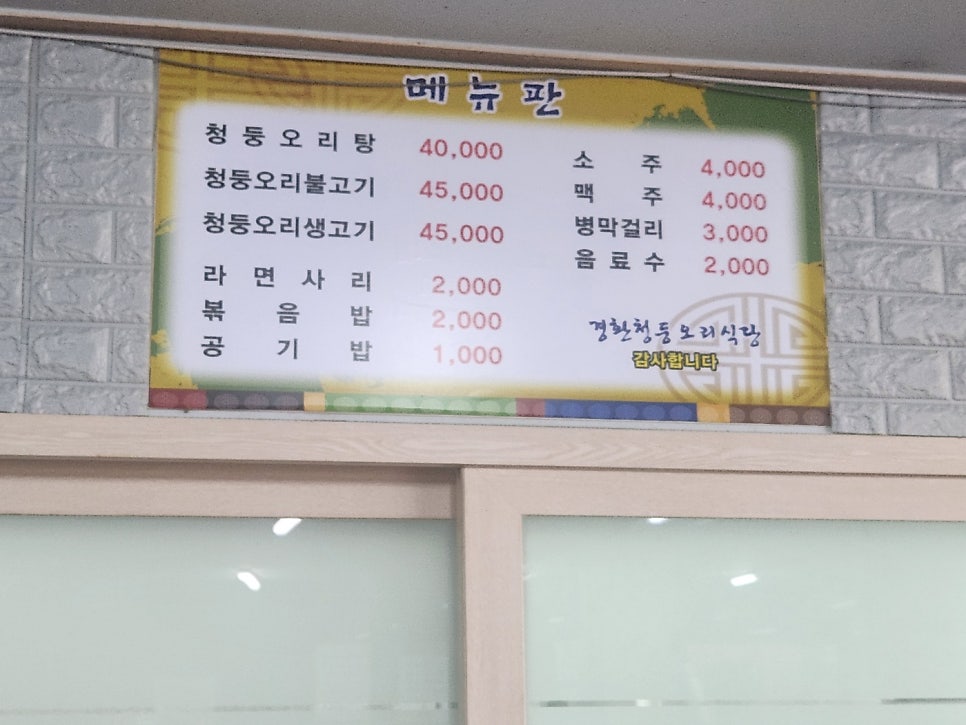 메뉴판
청둥오리탕 40,000
청둥오리불고기 45,000
청둥오리생고기 45,000
라면사리 2,000
볶음밥 2,000
공기밥 1,000
소주 4,000
맥주 4,000
병막걸리 3,000
음료수 2,000
경환청둥오리식당
감사합니다